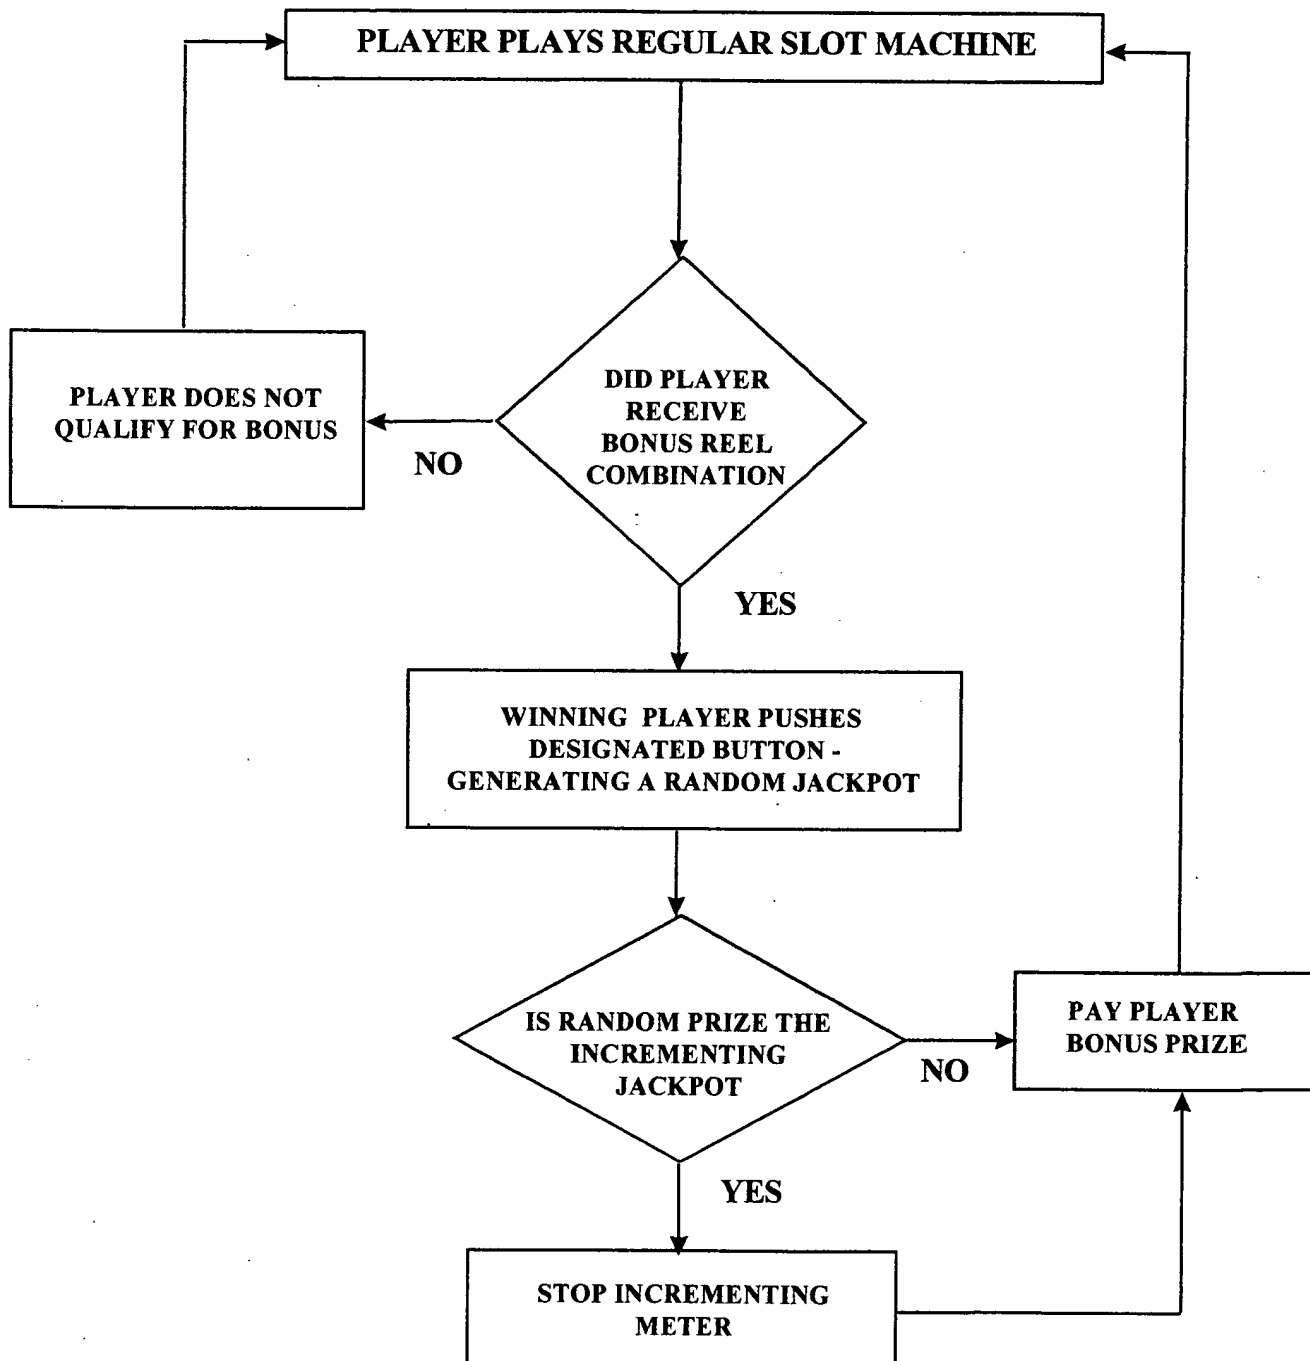 PLAYER PLAYS REGULAR SLOT MACHINE
PLAYER DOES NOT
QUALIFY FOR BONUS
NO
DID PLAYER
RECEIVE
BONUS REEL
COMBINATION
YES
WINNING PLAYER PUSHES
DESIGNATED BUTTON -
GENERATING A RANDOM JACKPOT
IS RANDOM PRIZE THE
INCREMENTING
JACKPOT
NO
PAY PLAYER
BONUS PRIZE
YES
STOP INCREMENTING
METER